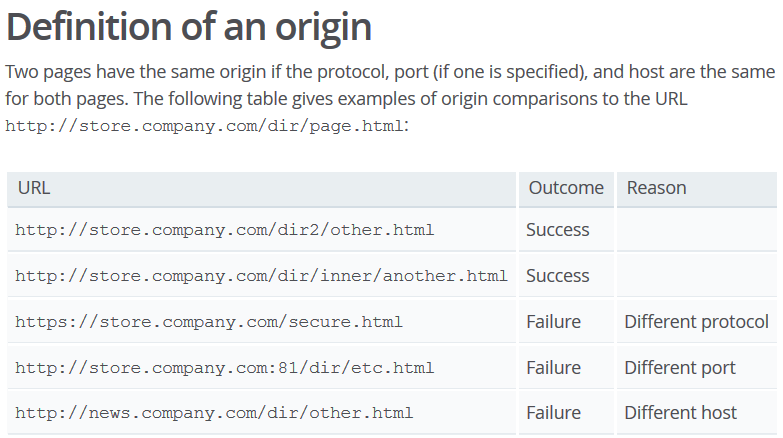 Definition of an origin
Two pages have the same origin if the protocol, port (if one is specified), and host are the same
for both pages. The following table gives examples of origin comparisons to the URL
http://store.company.com/dir/page.html:
URL Outcome Reason
http://store.company.com/dir2/other.html Success
http://store.company.com/dir/inner/another.html Success
https://store.company.com/secure.html Failure Different protocol
http://store.company.com:81/dir/etc.html Failure Different port
http://news.company.com/dir/other.html Failure Different host